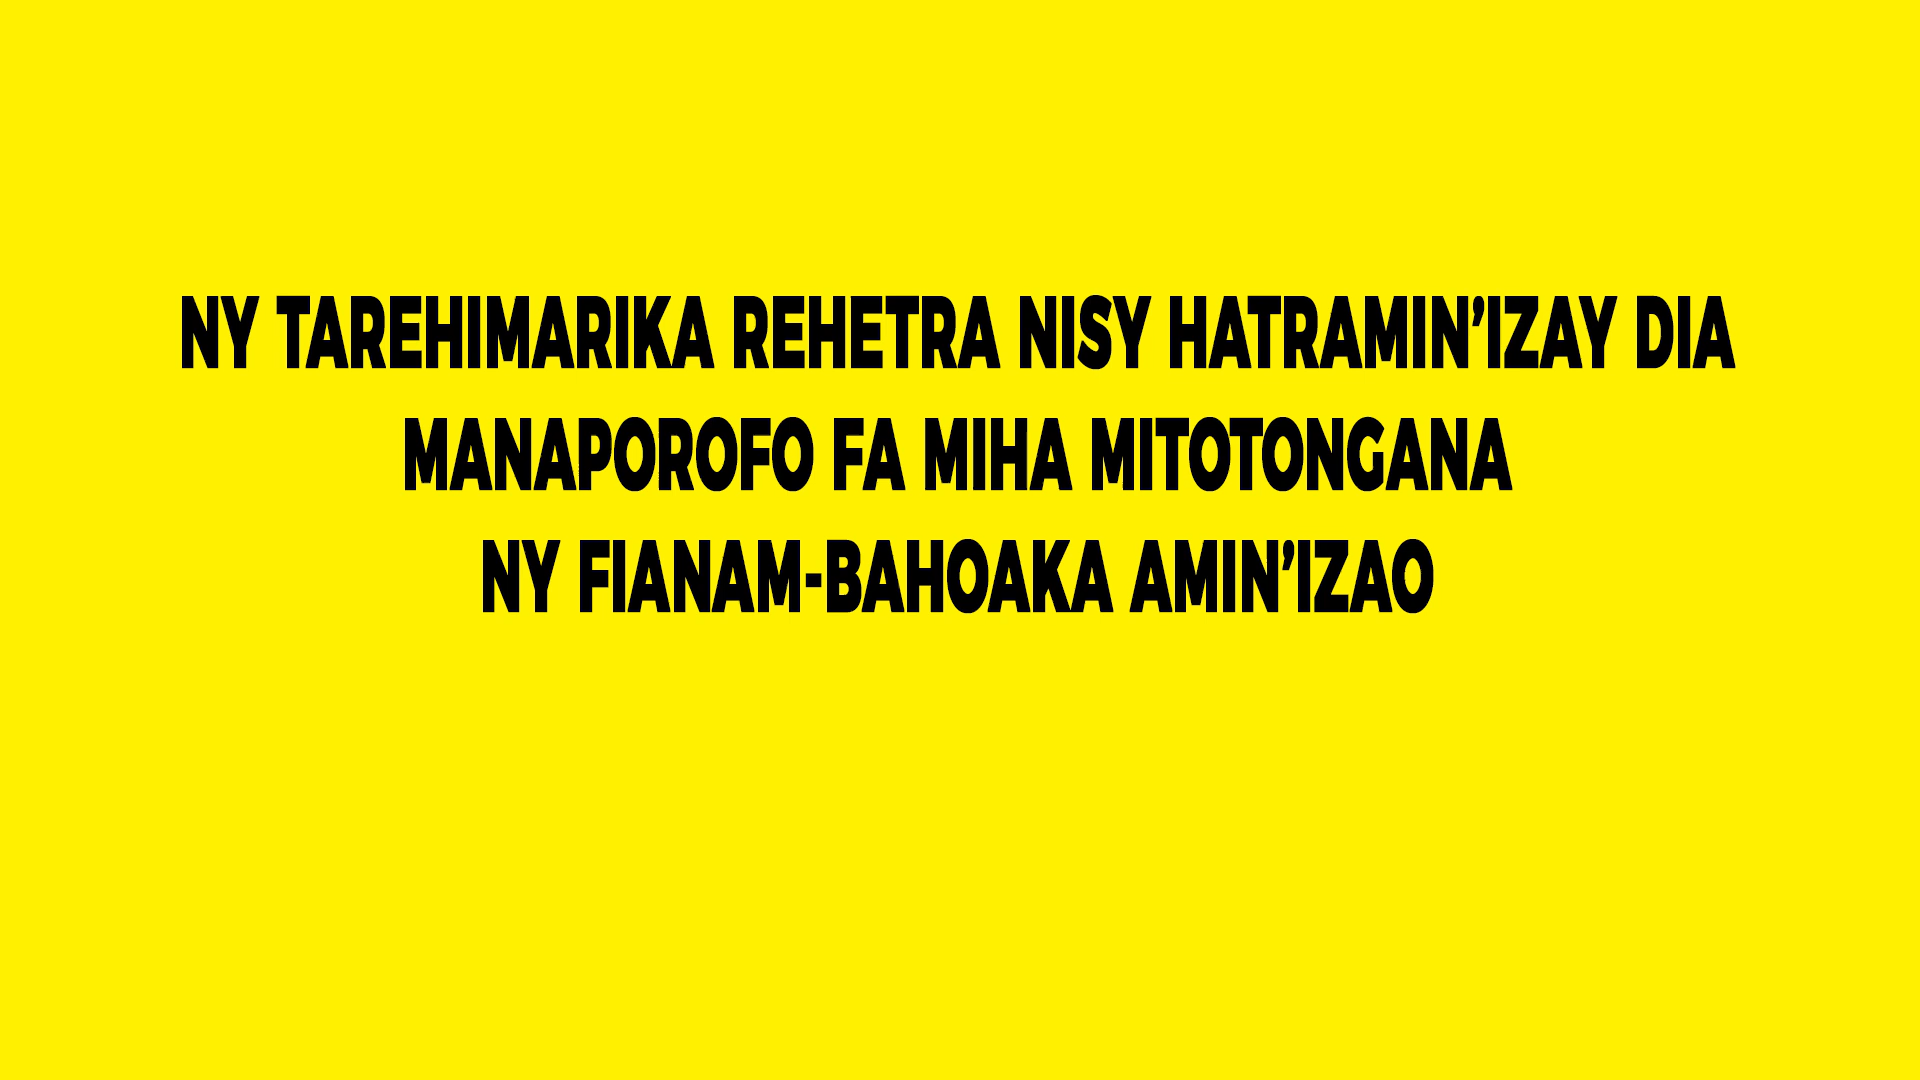 NY TAREHIMARIKA REHETRA NISY HATRAMIN’IZAY DIA
MANAPOROFO FA MIHA MITOTONGANA
NY FIANAM-BAHOAKA AMIN’IZAO